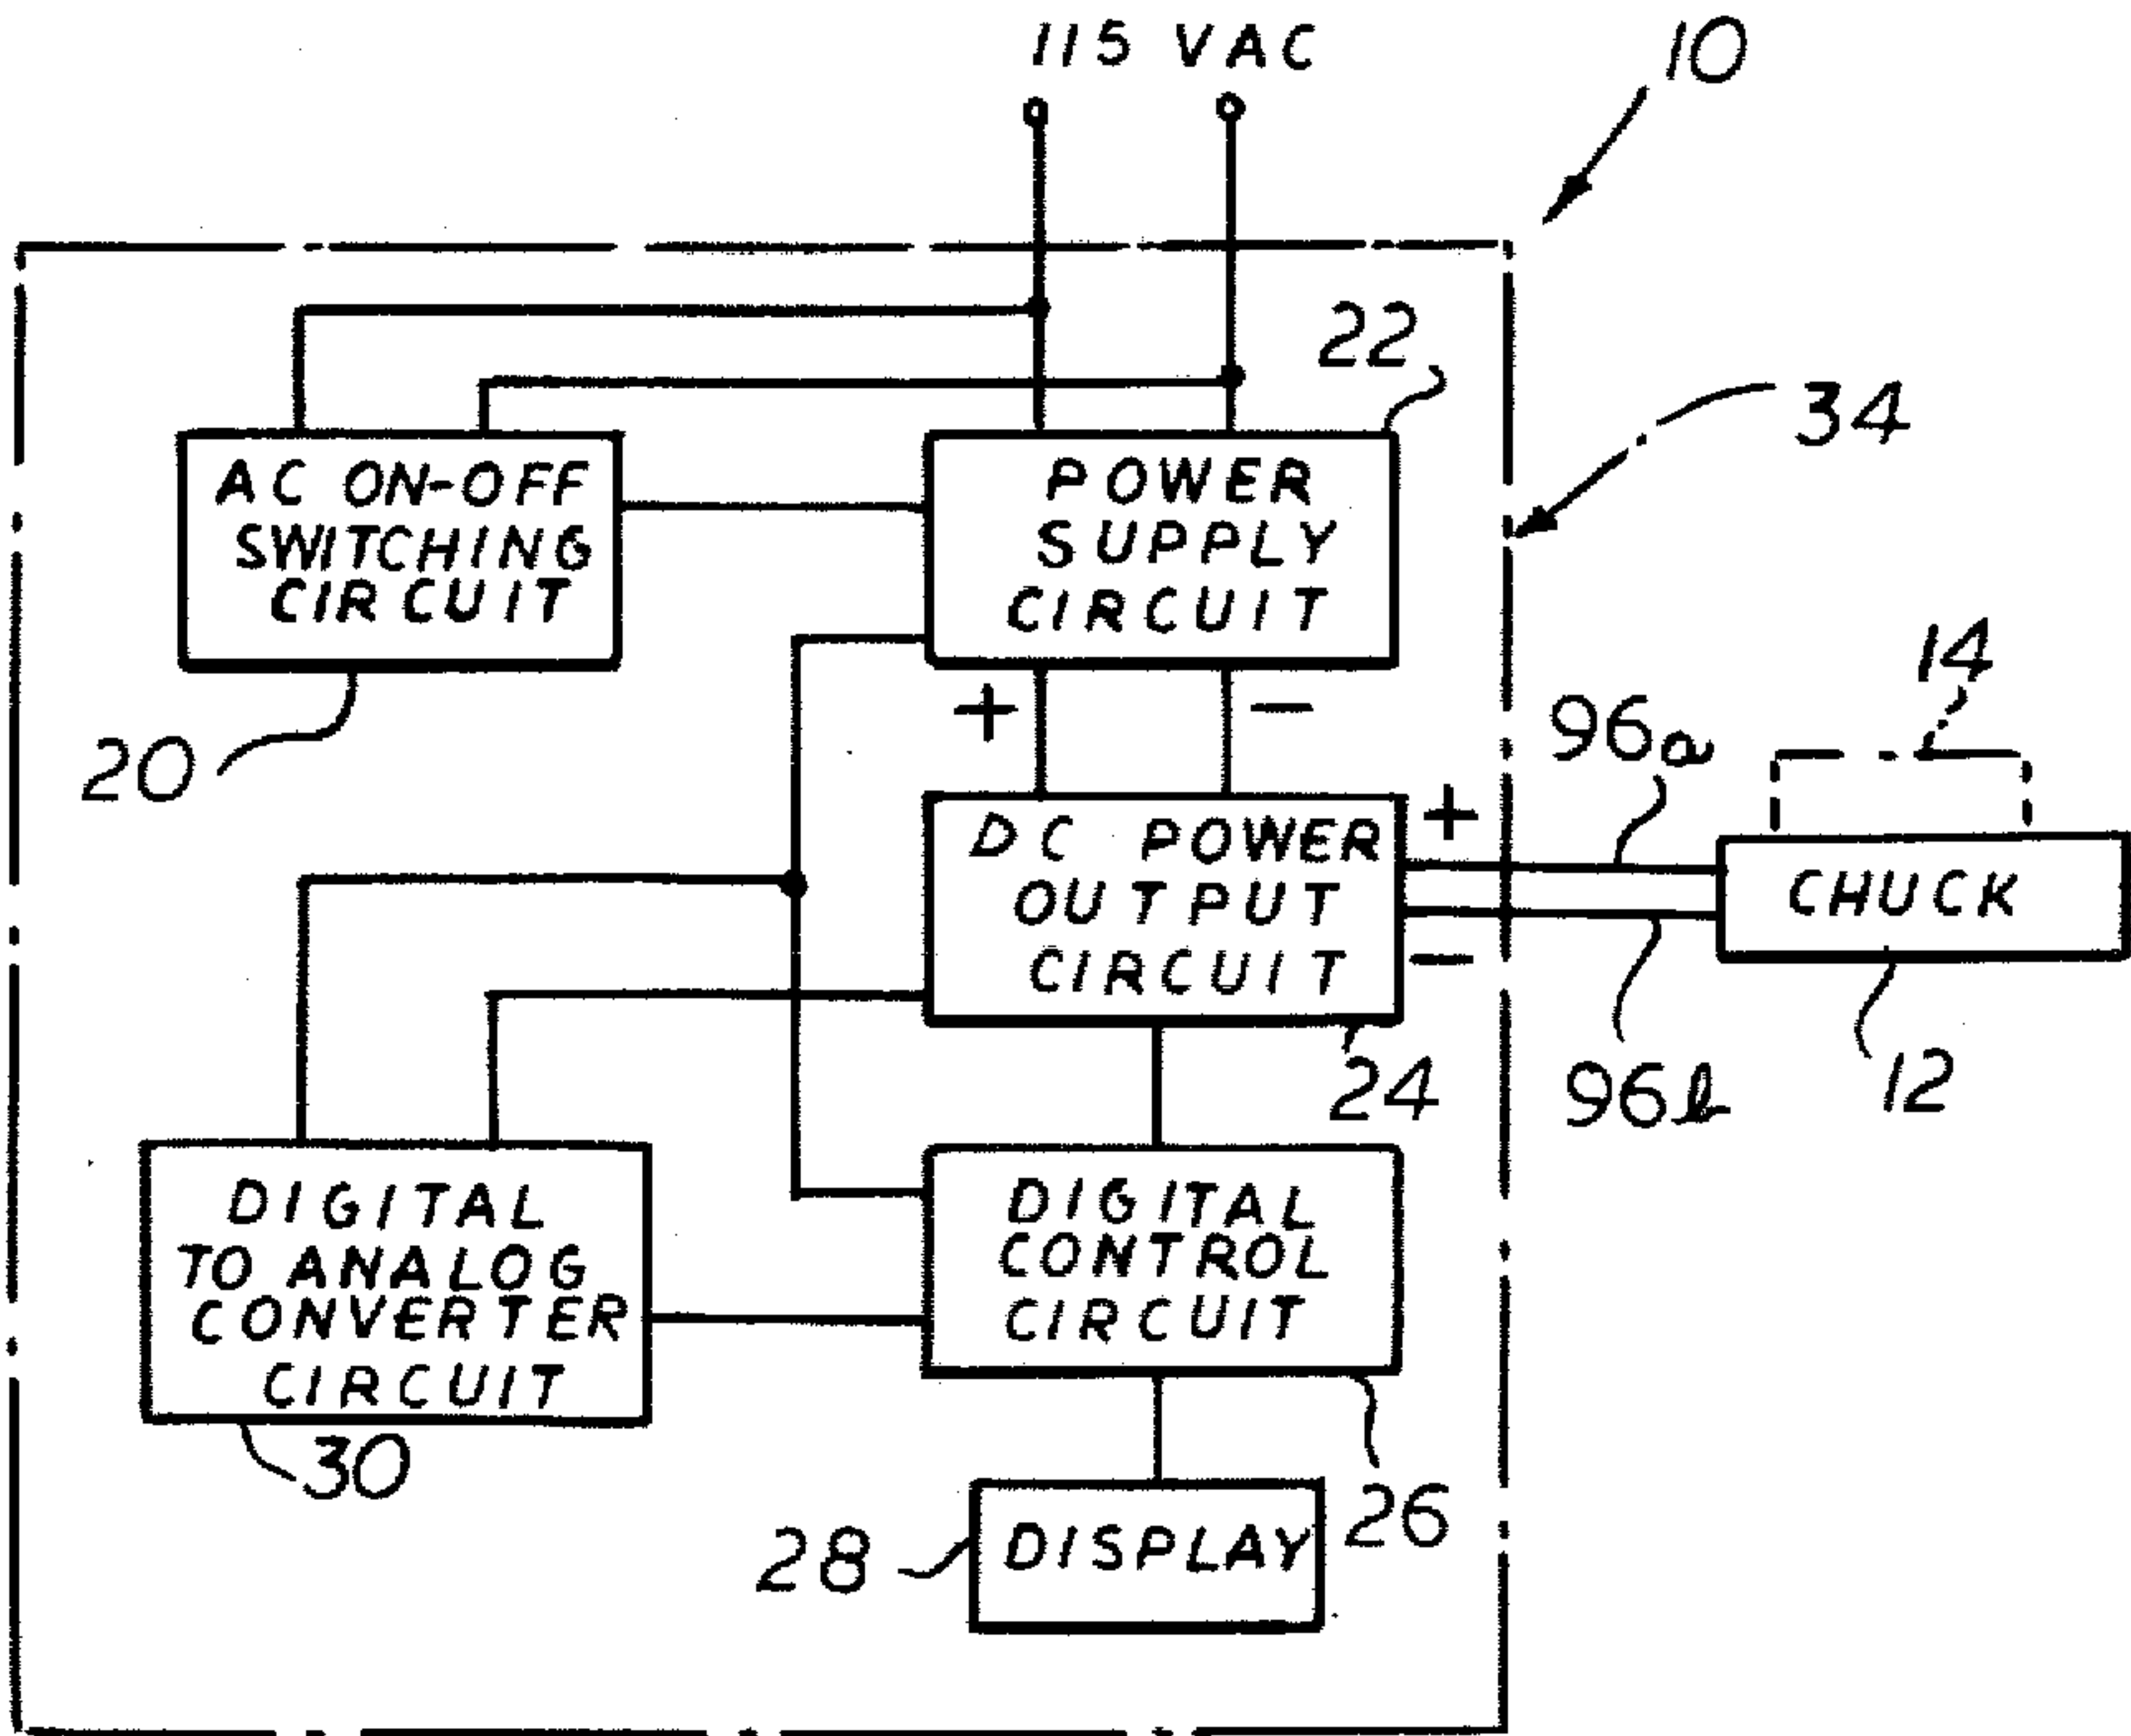 115 VAC
10
22
34
AC ON-OFF
SWITCHING
CIRCUIT
POWER
SUPPLY
CIRCUIT
14
20
+
−
96a
+
DC POWER
OUTPUT
CIRCUIT
CHUCK
−
24
96b
12
DIGITAL
TO ANALOG
CONVERTER
CIRCUIT
DIGITAL
CONTROL
CIRCUIT
30
26
28
DISPLAY